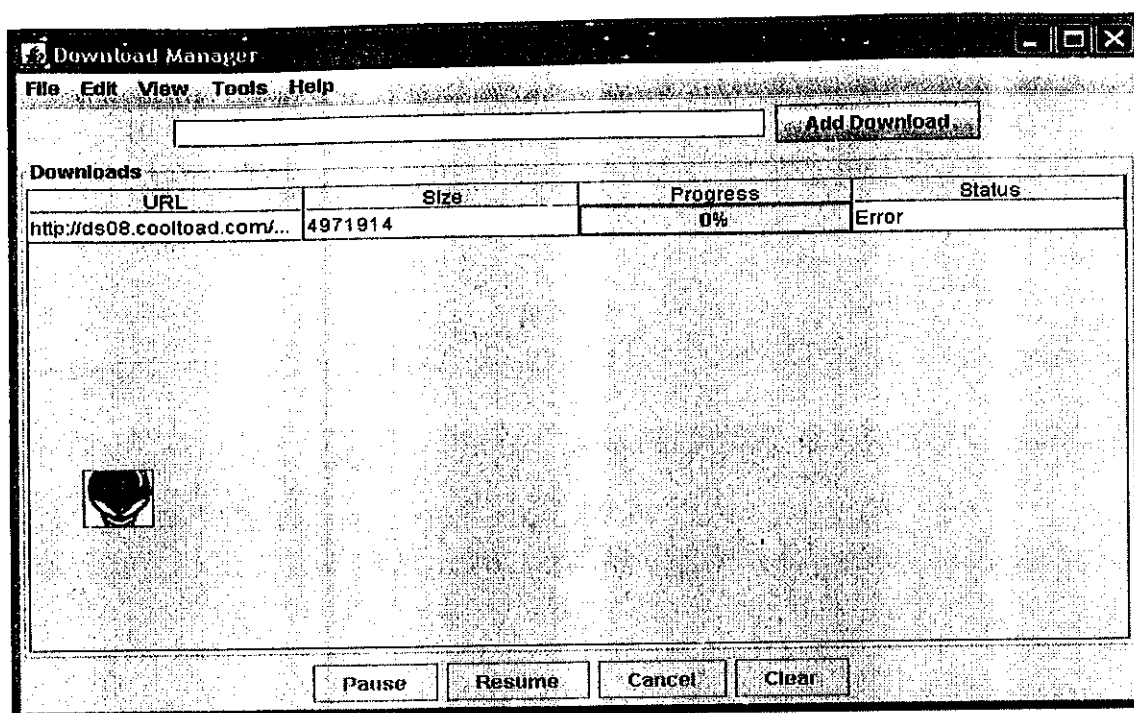 Download Manager
File Edit View Tools Help
Add Download
Downloads
URL Size Progress Status
http://ds08.cooltoad.com/... 4971914 0% Error
Pause Resume Cancel Clear